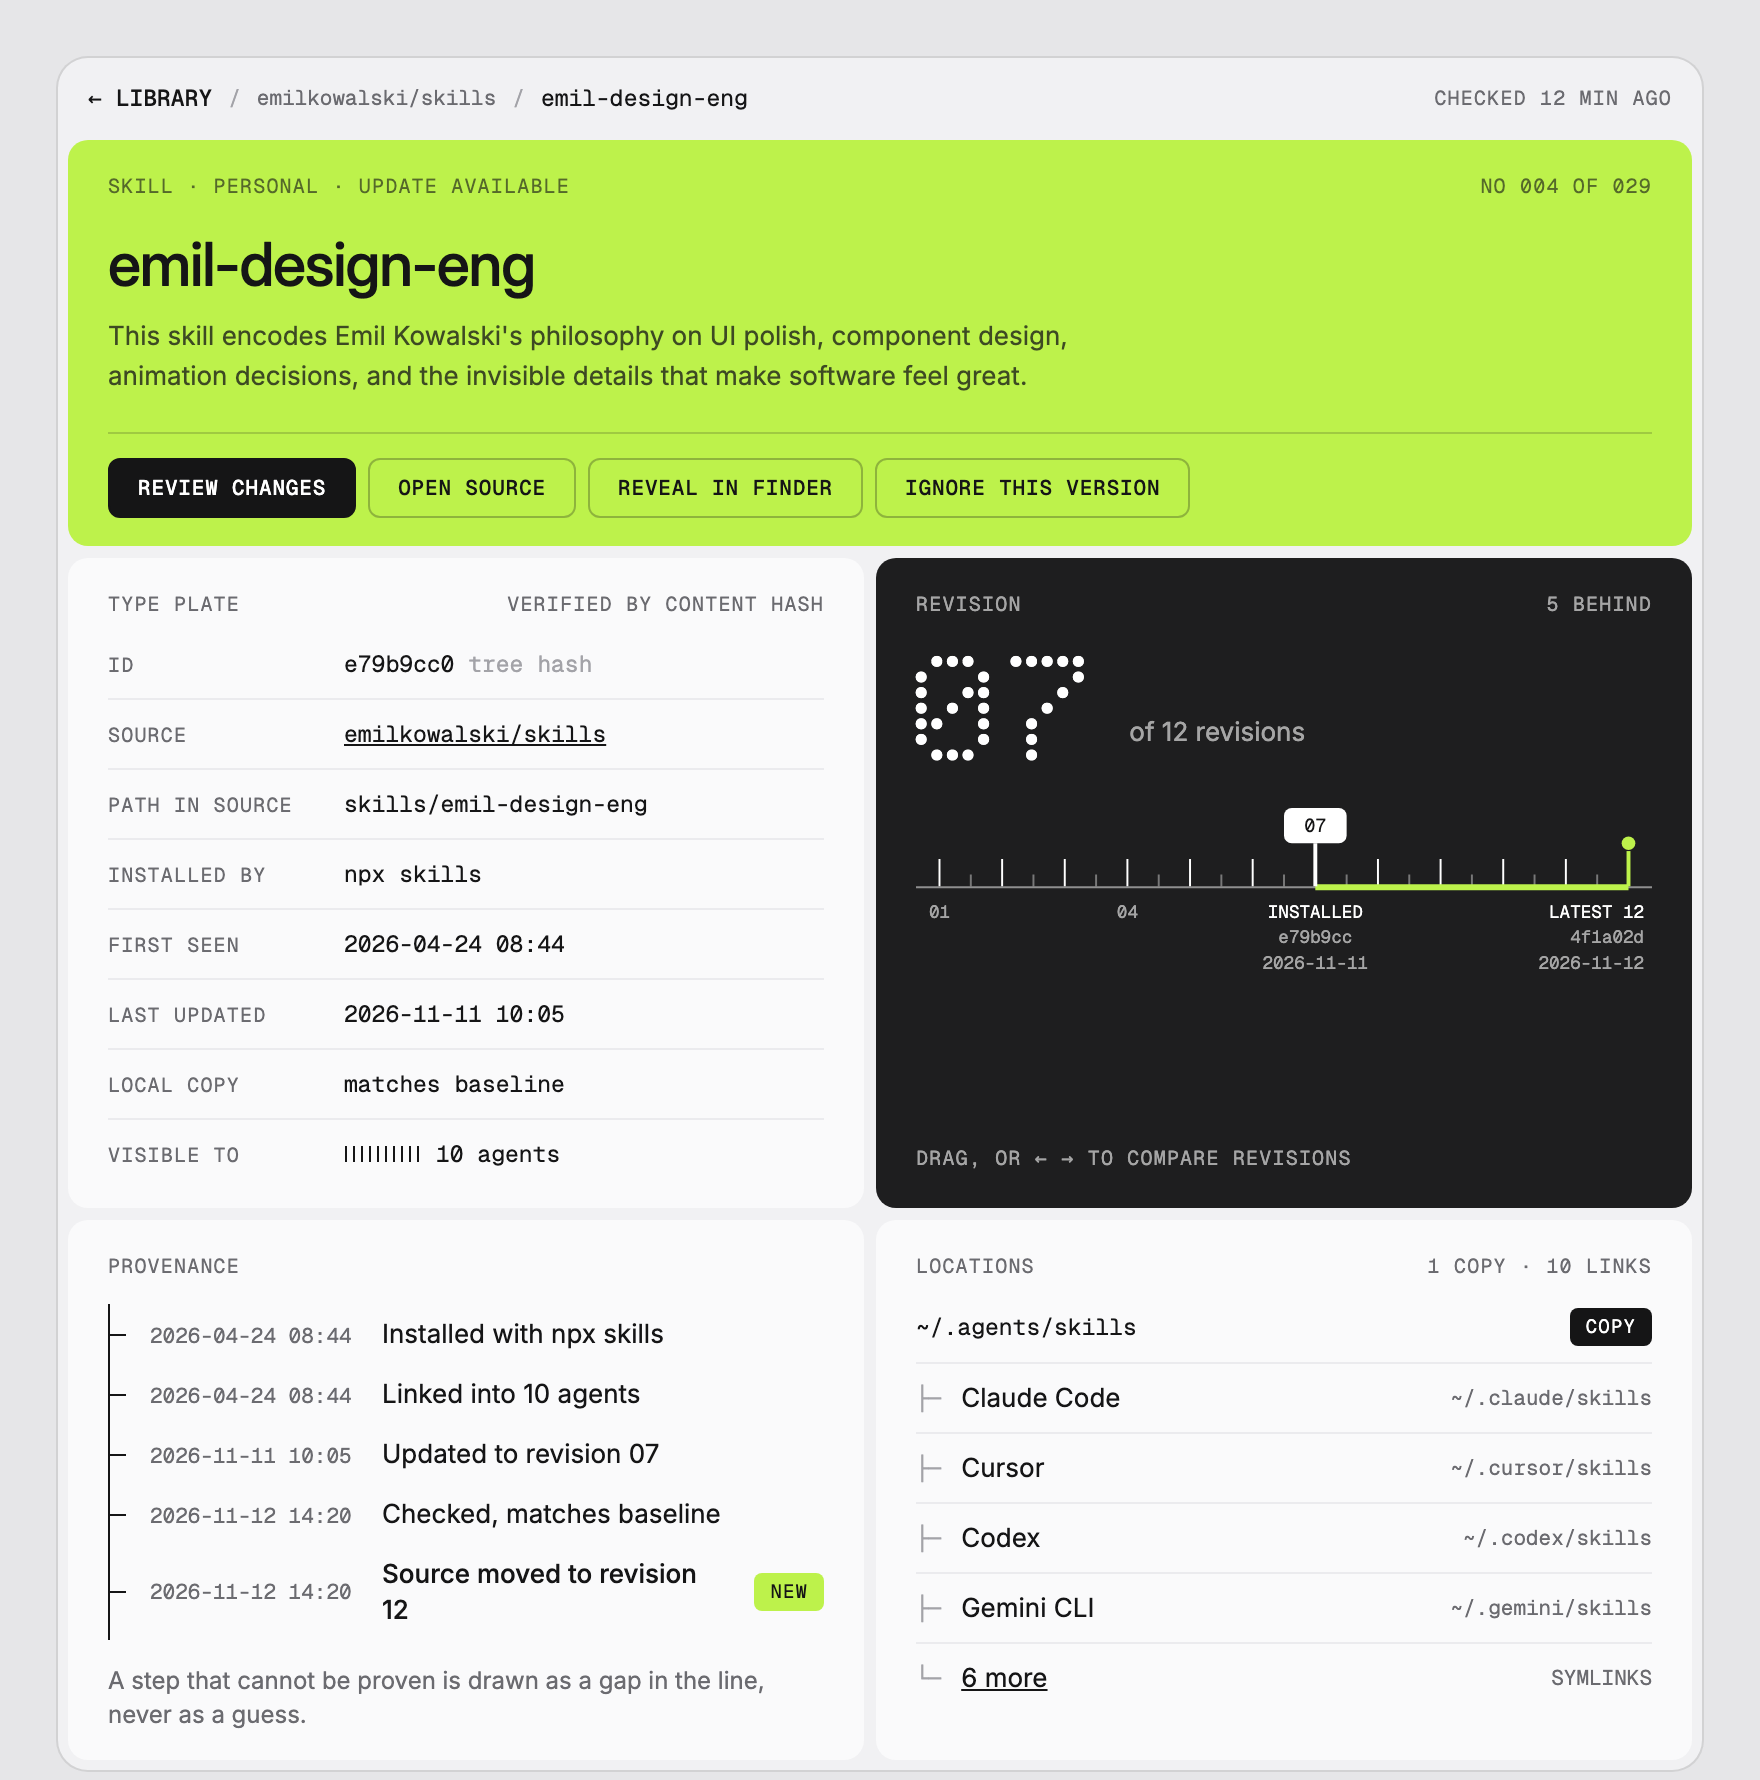 ← LIBRARY / emilkowalski/skills / emil-design-eng
CHECKED 12 MIN AGO
SKILL · PERSONAL · UPDATE AVAILABLE
NO 004 OF 029
emil-design-eng
This skill encodes Emil Kowalski's philosophy on UI polish, component design,
animation decisions, and the invisible details that make software feel great.
REVIEW CHANGES
OPEN SOURCE
REVEAL IN FINDER
IGNORE THIS VERSION
TYPE PLATE
VERIFIED BY CONTENT HASH
ID e79b9cc0 tree hash
SOURCE emilkowalski/skills
PATH IN SOURCE skills/emil-design-eng
INSTALLED BY npx skills
FIRST SEEN 2026-04-24 08:44
LAST UPDATED 2026-11-11 10:05
LOCAL COPY matches baseline
VISIBLE TO 10 agents
REVISION
5 BEHIND
07 of 12 revisions
07
01
04
INSTALLED
e79b9cc
2026-11-11
LATEST 12
4f1a02d
2026-11-12
DRAG, OR ← → TO COMPARE REVISIONS
PROVENANCE
2026-04-24 08:44 Installed with npx skills
2026-04-24 08:44 Linked into 10 agents
2026-11-11 10:05 Updated to revision 07
2026-11-12 14:20 Checked, matches baseline
2026-11-12 14:20 Source moved to revision
12
NEW
A step that cannot be proven is drawn as a gap in the line,
never as a guess.
LOCATIONS
1 COPY · 10 LINKS
~/.agents/skills COPY
Claude Code ~/.claude/skills
Cursor ~/.cursor/skills
Codex ~/.codex/skills
Gemini CLI ~/.gemini/skills
6 more SYMLINKS